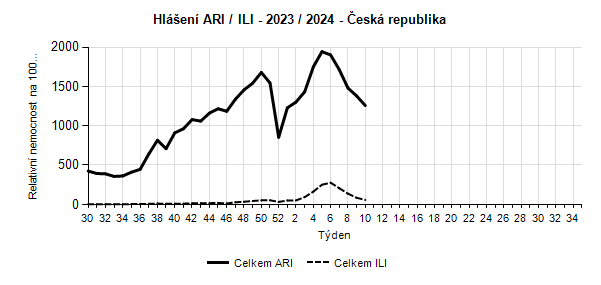 Hlášení ARI / ILI - 2023 / 2024 - Česká republika
Relativní nemocnost na 100...
2000
1500
1000
500
0
30 32 34 36 38 40 42 44 46 48 50 52 2 4 6 8 10 12 14 16 18 20 22 24 26 28 30 32 34
Týden
Celkem ARI Celkem ILI